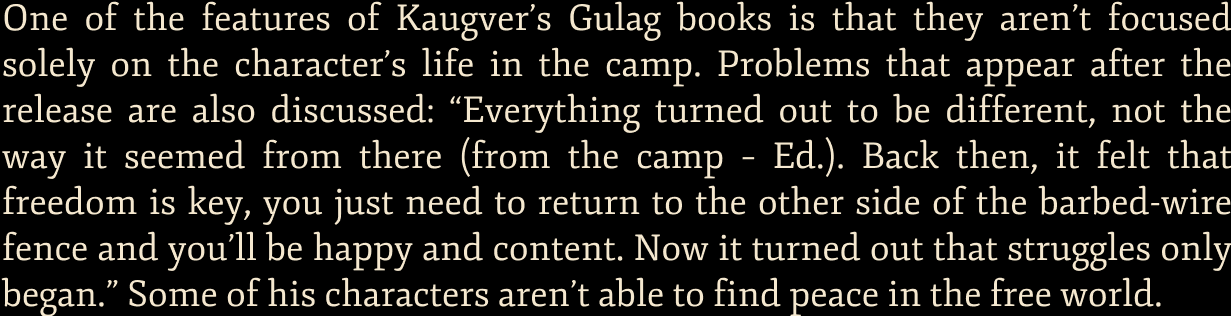 One of the features of Kaugver’s Gulag books is that they aren’t focused
solely on the character’s life in the camp. Problems that appear after the
release are also discussed: “Everything turned out to be different, not the
way it seemed from there (from the camp – Ed.). Back then, it felt that
freedom is key, you just need to return to the other side of the barbed-wire
fence and you’ll be happy and content. Now it turned out that struggles only
began.” Some of his characters aren’t able to find peace in the free world.